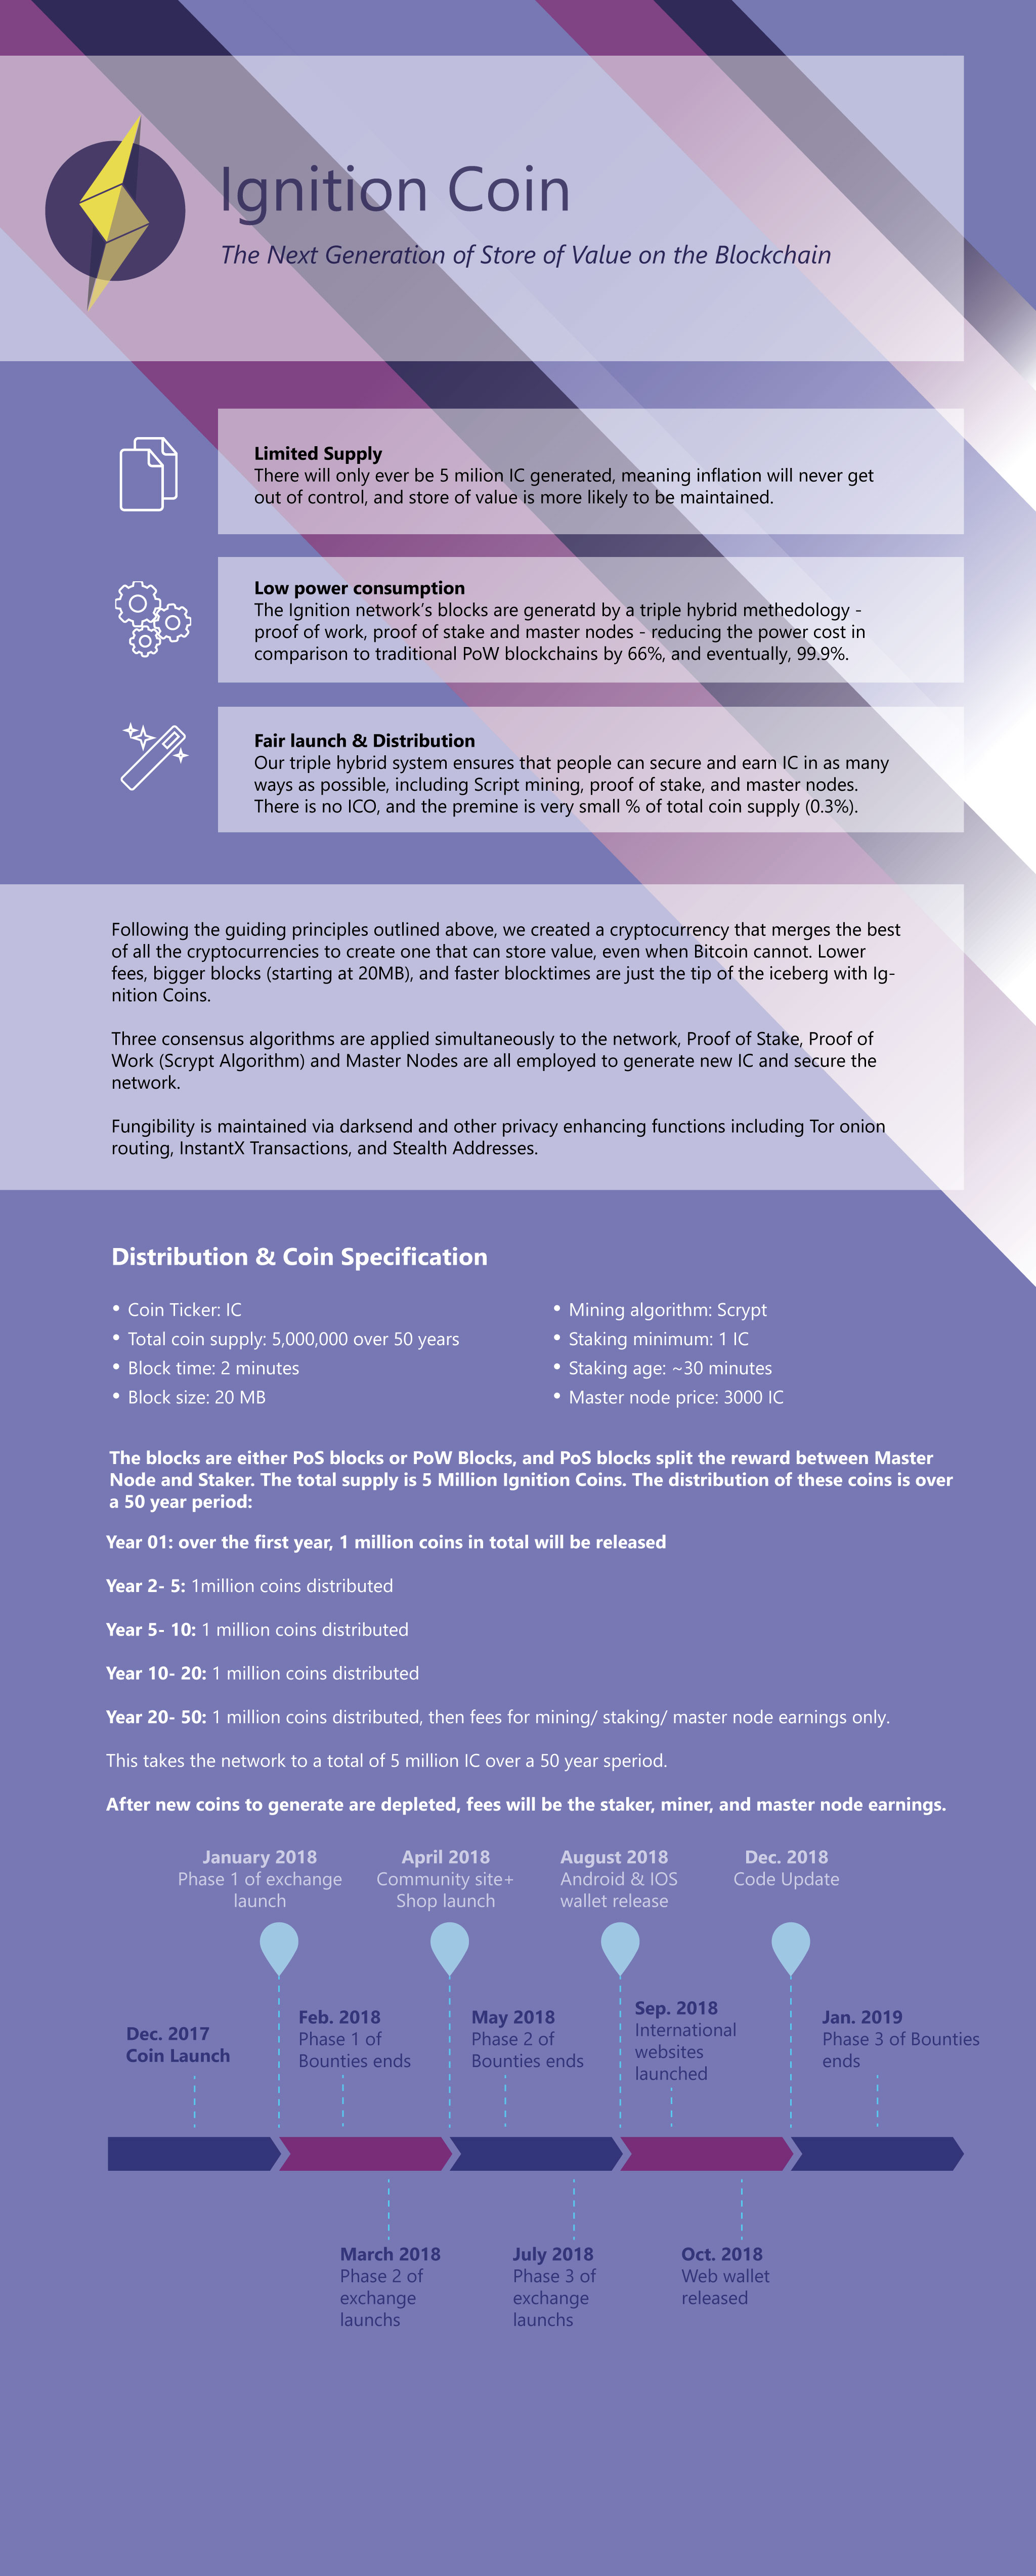 Ignition Coin
The Next Generation of Store of Value on the Blockchain
Limited Supply
There will only ever be 5 milion IC generated, meaning inflation will never get
out of control, and store of value is more likely to be maintained.
Low power consumption
The Ignition network’s blocks are generatd by a triple hybrid methedology -
proof of work, proof of stake and master nodes - reducing the power cost in
comparison to traditional PoW blockchains by 66%, and eventually, 99.9%.
Fair launch & Distribution
Our triple hybrid system ensures that people can secure and earn IC in as many
ways as possible, including Script mining, proof of stake, and master nodes.
There is no ICO, and the premine is very small % of total coin supply (0.3%).
Following the guiding principles outlined above, we created a cryptocurrency that merges the best
of all the cryptocurrencies to create one that can store value, even when Bitcoin cannot. Lower
fees, bigger blocks (starting at 20MB), and faster blocktimes are just the tip of the iceberg with Ig-
nition Coins.
Three consensus algorithms are applied simultaneously to the network, Proof of Stake, Proof of
Work (Scrypt Algorithm) and Master Nodes are all employed to generate new IC and secure the
network.
Fungibility is maintained via darksend and other privacy enhancing functions including Tor onion
routing, InstantX Transactions, and Stealth Addresses.
Distribution & Coin Specification
• Coin Ticker: IC
• Total coin supply: 5,000,000 over 50 years
• Block time: 2 minutes
• Block size: 20 MB
• Mining algorithm: Scrypt
• Staking minimum: 1 IC
• Staking age: ~30 minutes
• Master node price: 3000 IC
The blocks are either PoS blocks or PoW Blocks, and PoS blocks split the reward between Master
Node and Staker. The total supply is 5 Million Ignition Coins. The distribution of these coins is over
a 50 year period:
Year 01: over the first year, 1 million coins in total will be released
Year 2- 5: 1million coins distributed
Year 5- 10: 1 million coins distributed
Year 10- 20: 1 million coins distributed
Year 20- 50: 1 million coins distributed, then fees for mining/ staking/ master node earnings only.
This takes the network to a total of 5 million IC over a 50 year speriod.
After new coins to generate are depleted, fees will be the staker, miner, and master node earnings.
January 2018
Phase 1 of exchange
launch
April 2018
Community site+
Shop launch
August 2018
Android & IOS
wallet release
Dec. 2018
Code Update
Dec. 2017
Coin Launch
Feb. 2018
Phase 1 of
Bounties ends
May 2018
Phase 2 of
Bounties ends
Sep. 2018
International
websites
launched
Jan. 2019
Phase 3 of Bounties
ends
March 2018
Phase 2 of
exchange
launchs
July 2018
Phase 3 of
exchange
launchs
Oct. 2018
Web wallet
released